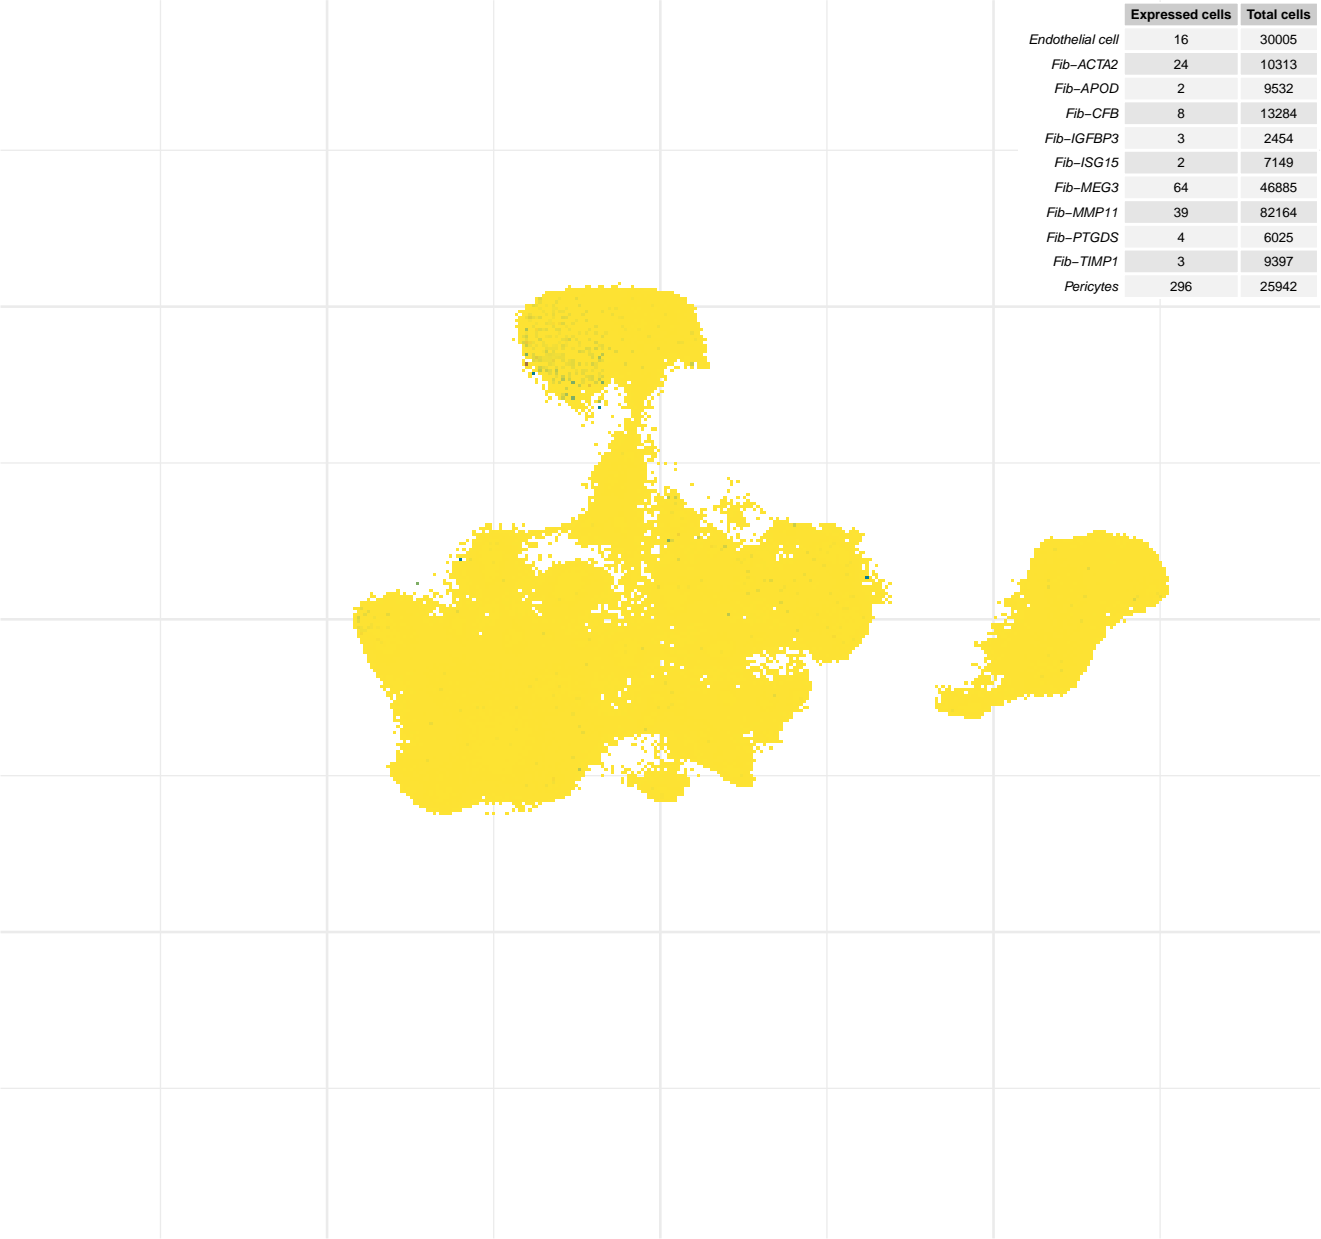 Expressed cells Total cells
Endothelial cell 16 30005
Fib−ACTA2 24 10313
Fib−APOD 2 9532
Fib−CFB 8 13284
Fib−IGFBP3 3 2454
Fib−ISG15 2 7149
Fib−MEG3 64 46885
Fib−MMP11 39 82164
Fib−PTGDS 4 6025
Fib−TIMP1 3 9397
Pericytes 296 25942